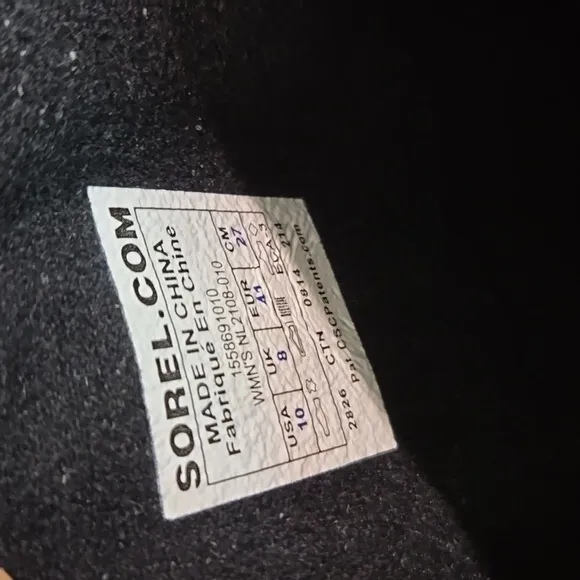 SOREL.COM
MADE IN CHINA
Fabriqué En Chine
1558691010
WMN'S NL2108-010
USA UK EUR CM
10 8 41 27
2826 CTN 0814 214
Pat CSCPatents.com